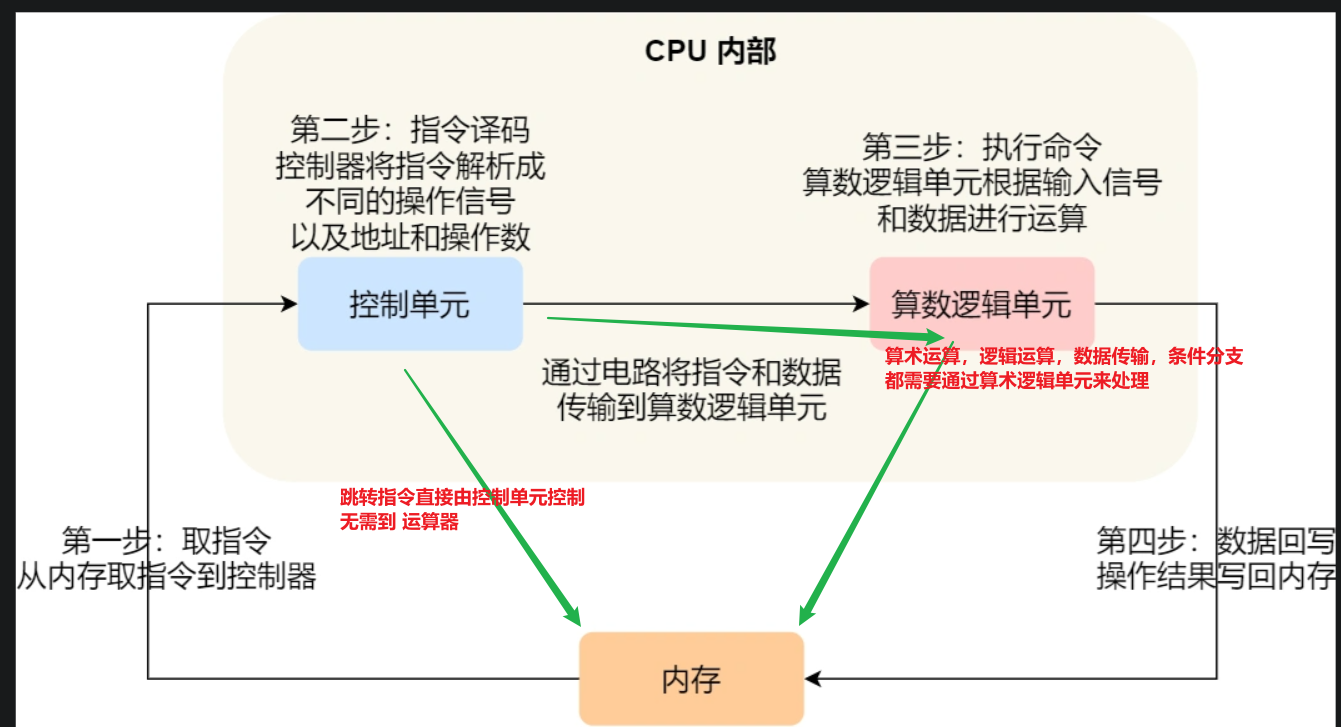 CPU 内部
第二步：指令译码
控制器将指令解析成
不同的操作信号
以及地址和操作数
第三步：执行命令
算数逻辑单元根据输入信号
和数据进行运算
控制单元
算数逻辑单元
算术运算，逻辑运算，数据传输，条件分支
都需要通过算术逻辑单元来处理
通过电路将指令和数据
传输到算数逻辑单元
跳转指令直接由控制单元控制
无需到 运算器
第一步：取指令
从内存取指令到控制器
第四步：数据回写
操作结果写回内存
内存